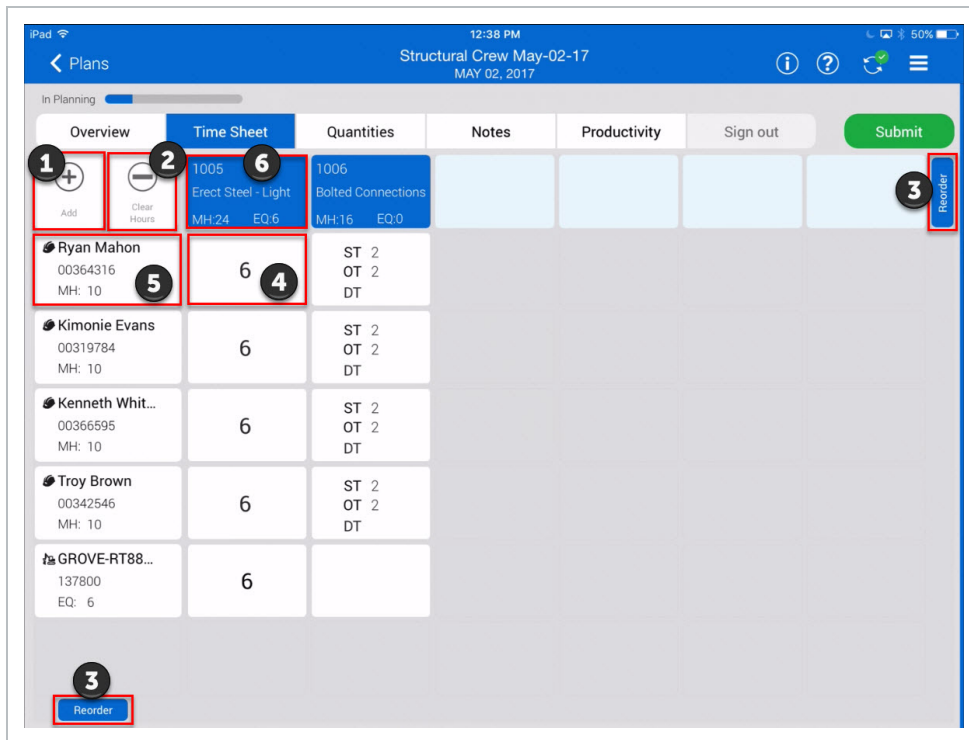 iPad 12:38 PM 50%
Plans
Structural Crew May-02-17
MAY 02, 2017
In Planning
Overview Time Sheet Quantities Notes Productivity Sign out Submit
1 2 6 3
Add
Clear
Hours
1005
Erect Steel - Light
MH:24 EQ:6
1006
Bolted Connections
MH:16 EQ:0
Reorder
Ryan Mahon
00364316
MH: 10
5
6
4
ST 2
OT 2
DT
Kimonie Evans
00319784
MH: 10
6
ST 2
OT 2
DT
Kenneth Whit...
00366595
MH: 10
6
ST 2
OT 2
DT
Troy Brown
00342546
MH: 10
6
ST 2
OT 2
DT
GROVE-RT88...
137800
EQ: 6
6
3
Reorder